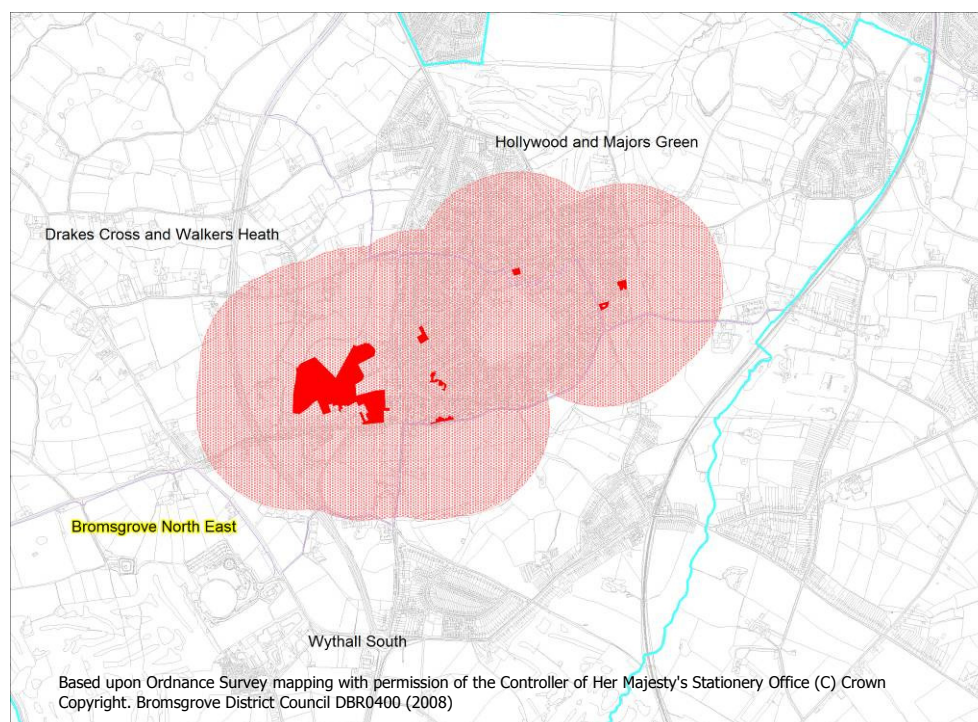 Hollywood and Majors Green
Drakes Cross and Walkers Heath
Bromsgrove North East
Wythall South
Based upon Ordnance Survey mapping with permission of the Controller of Her Majesty's Stationery Office (C) Crown
Copyright. Bromsgrove District Council DBR0400 (2008)